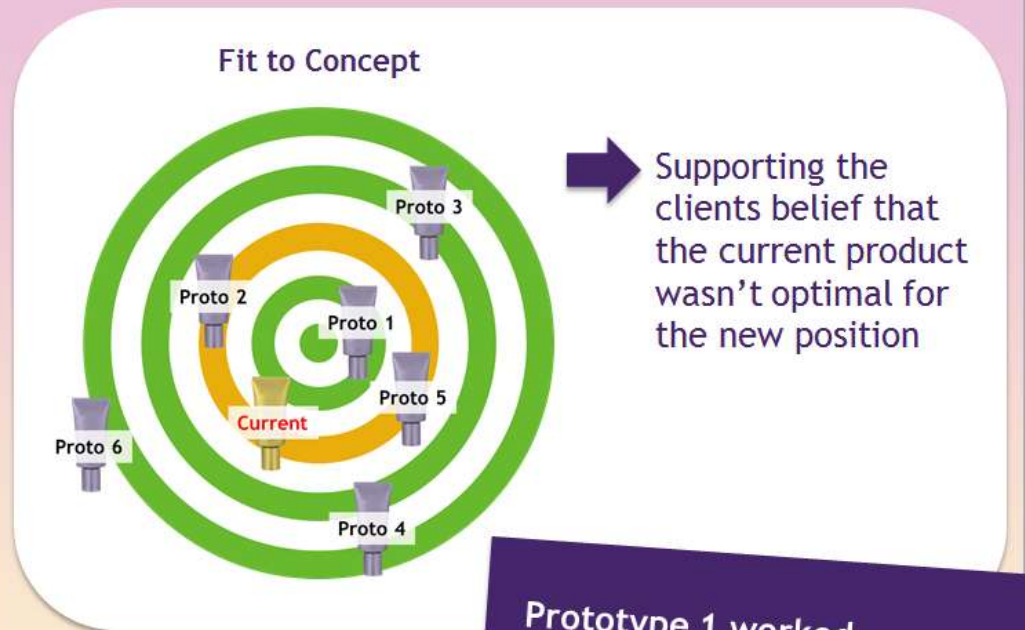 Fit to Concept
Proto 3
Proto 2
Proto 1
Proto 5
Current
Proto 6
Proto 4
Supporting the
clients belief that
the current product
wasn't optimal for
the new position
Prototype 1 worked